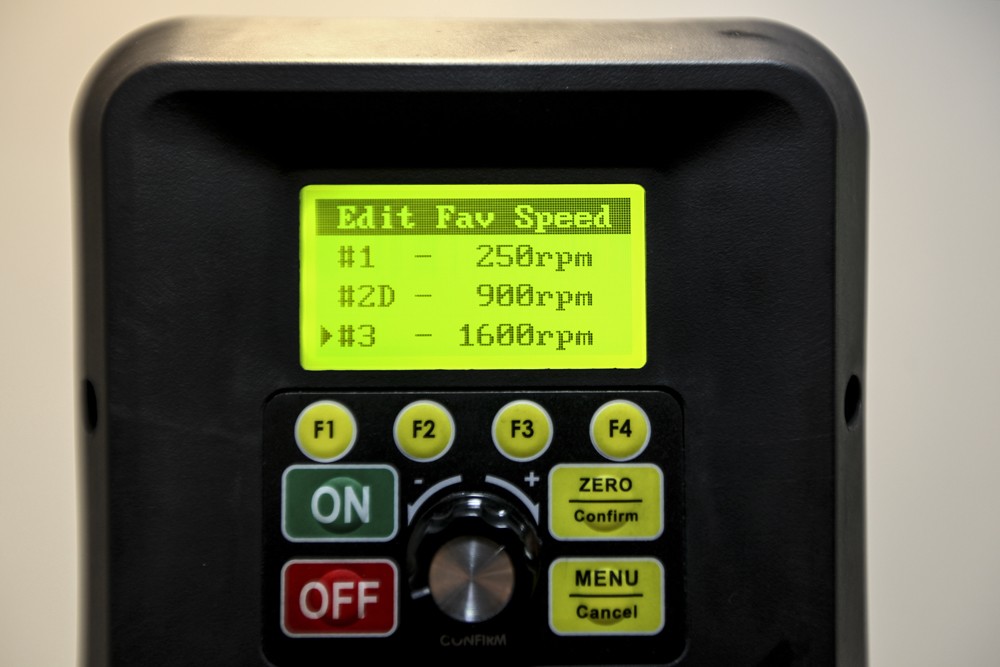 Edit Fav Speed
#1 - 250rpm
#2D - 900rpm
#3 - 1600rpm
F1 F2 F3 F4
- +
ON
ZERO
Confirm
OFF
MENU
Cancel
CONFIRM